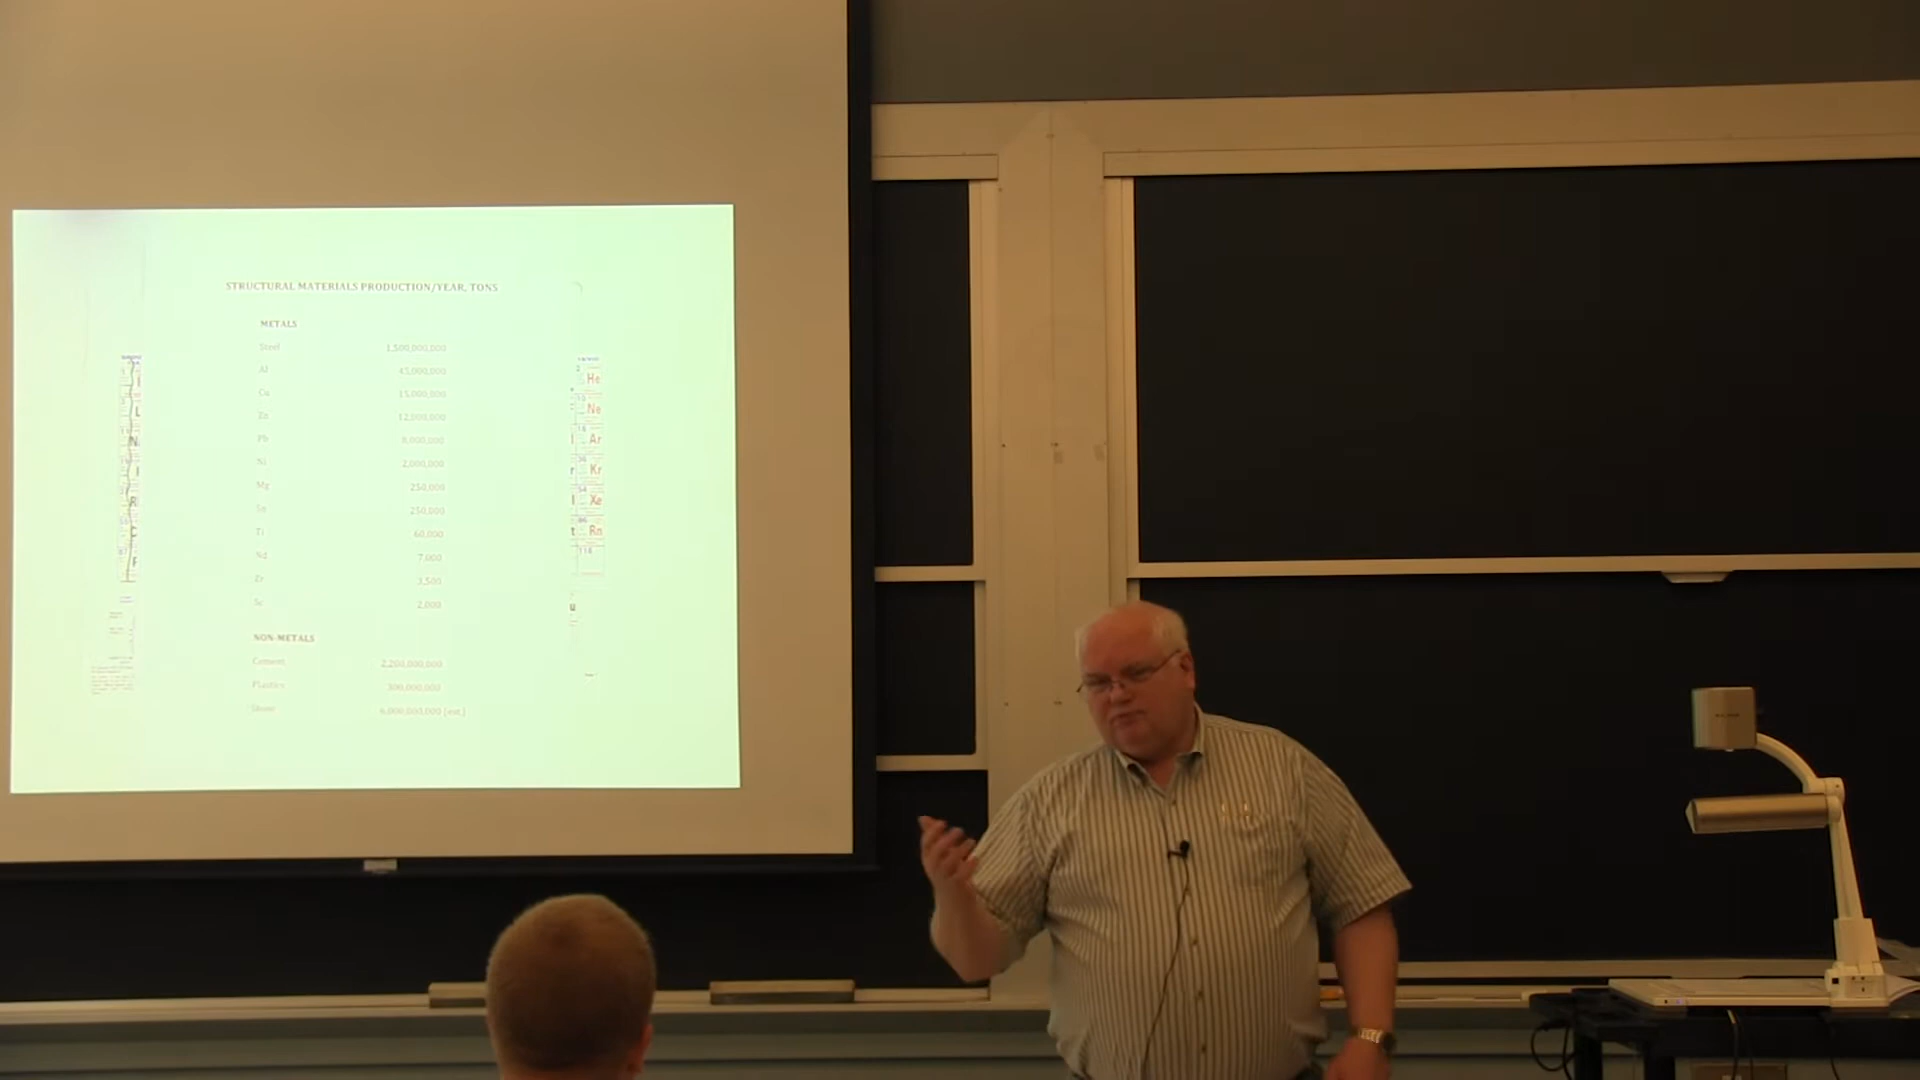 STRUCTURAL MATERIALS PRODUCTION/YEAR, TONS
METALS
Steel 1,500,000,000
Al 45,000,000
Cu 15,000,000
Zn 12,000,000
Pb 8,000,000
Ni 2,000,000
Mg 250,000
Sn 250,000
Ti 60,000
Nd 7,000
Zr 3,500
Sc 2,000
NON-METALS
Cement 2,200,000,000
Plastics 300,000,000
Stone 6,000,000,000 [est.]
He
Ne
Ar
Kr
Xe
Rn
118